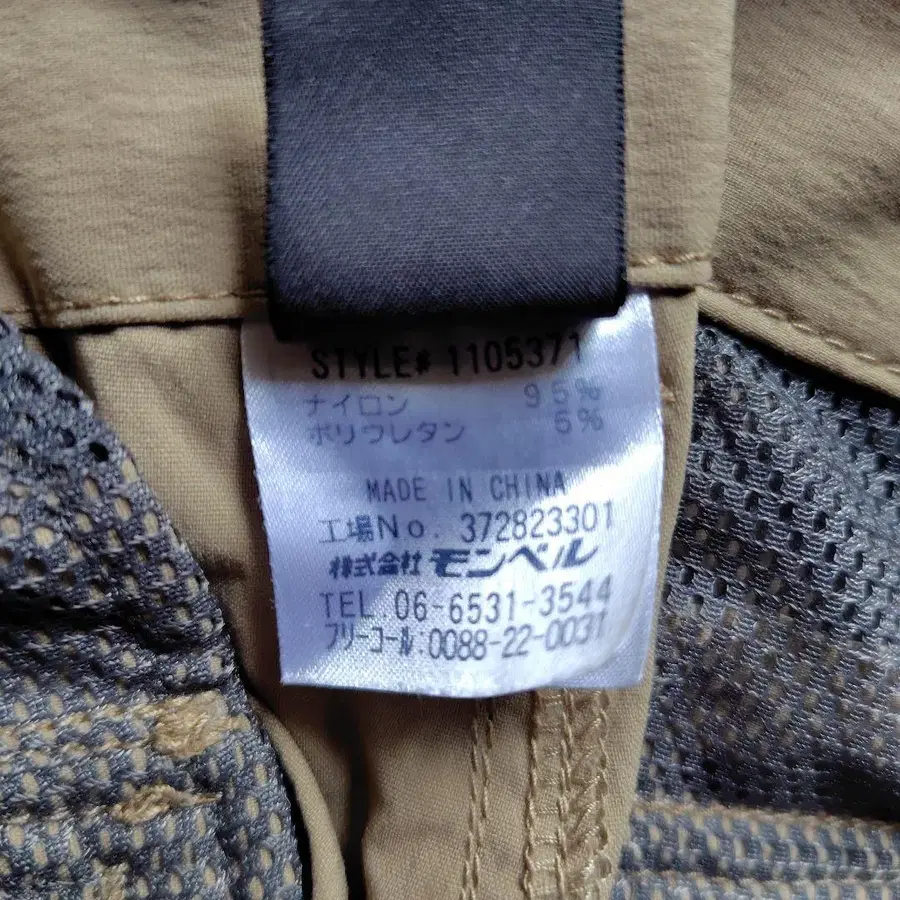 STYLE# 1105371
ナイロン 95%
ポリウレタン 5%
MADE IN CHINA
工場No. 372823301
株式会社 モンベル
TEL 06-6531-3544
フリーコール.0088-22-0031